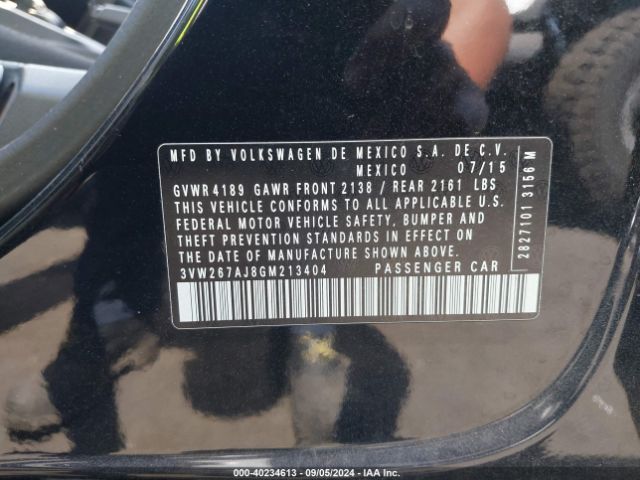 MFD BY VOLKSWAGEN DE MEXICO S.A. DE C.V.
MEXICO 07/15
GVWR 4189 GAWR FRONT 2138 / REAR 2161 LBS
THIS VEHICLE CONFORMS TO ALL APPLICABLE U.S.
FEDERAL MOTOR VEHICLE SAFETY, BUMPER AND
THEFT PREVENTION STANDARDS IN EFFECT ON
THE DATE OF MANUFACTURE SHOWN ABOVE.
3VW267AJ8GM213404 PASSENGER CAR
2827101 3156 M
000-40234613 - 09/05/2024 - IAA Inc.